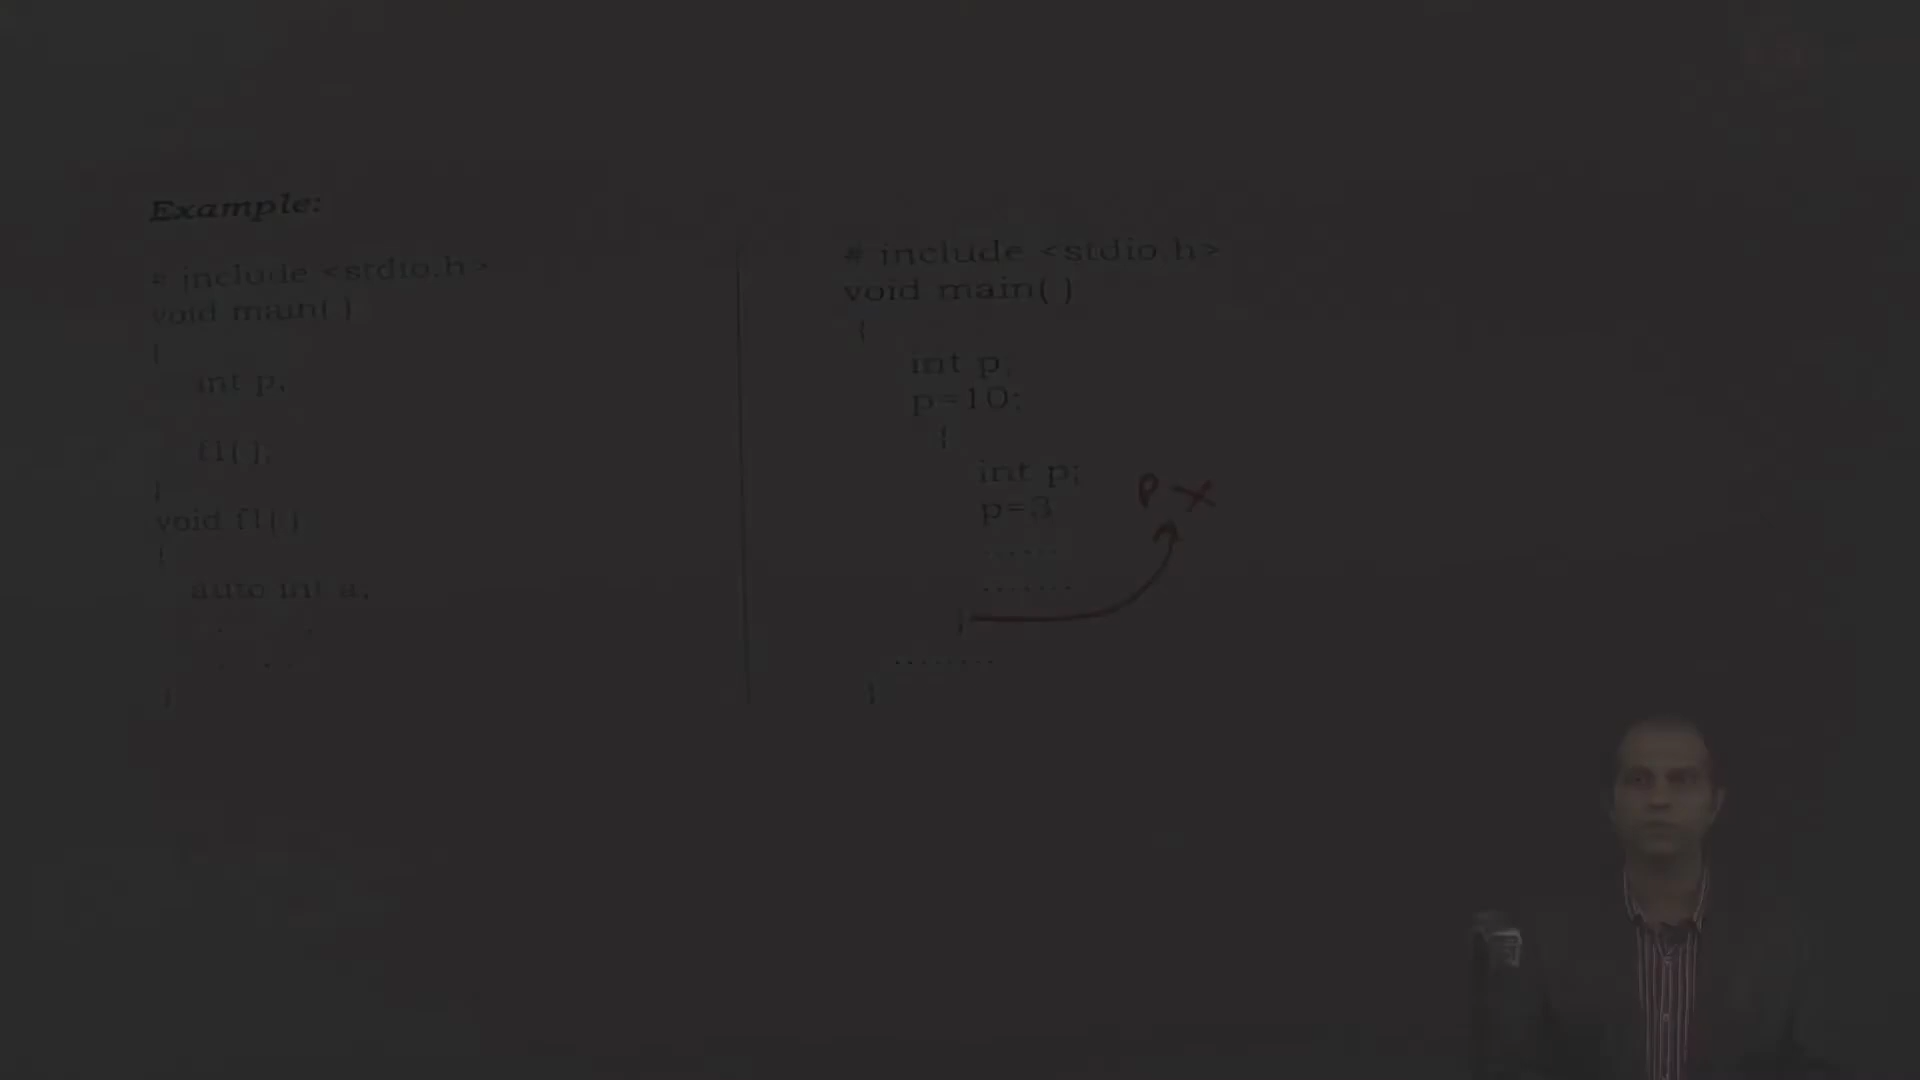 Example:
# include <stdio.h>
void main( )
{
int p;
f1( );
}
void f1( )
{
auto int a;
. . . .
. . . .
}
# include <stdio.h>
void main( )
{
int p;
p=10;
{
int p;
p=3
......
.......
}
........
}
P X